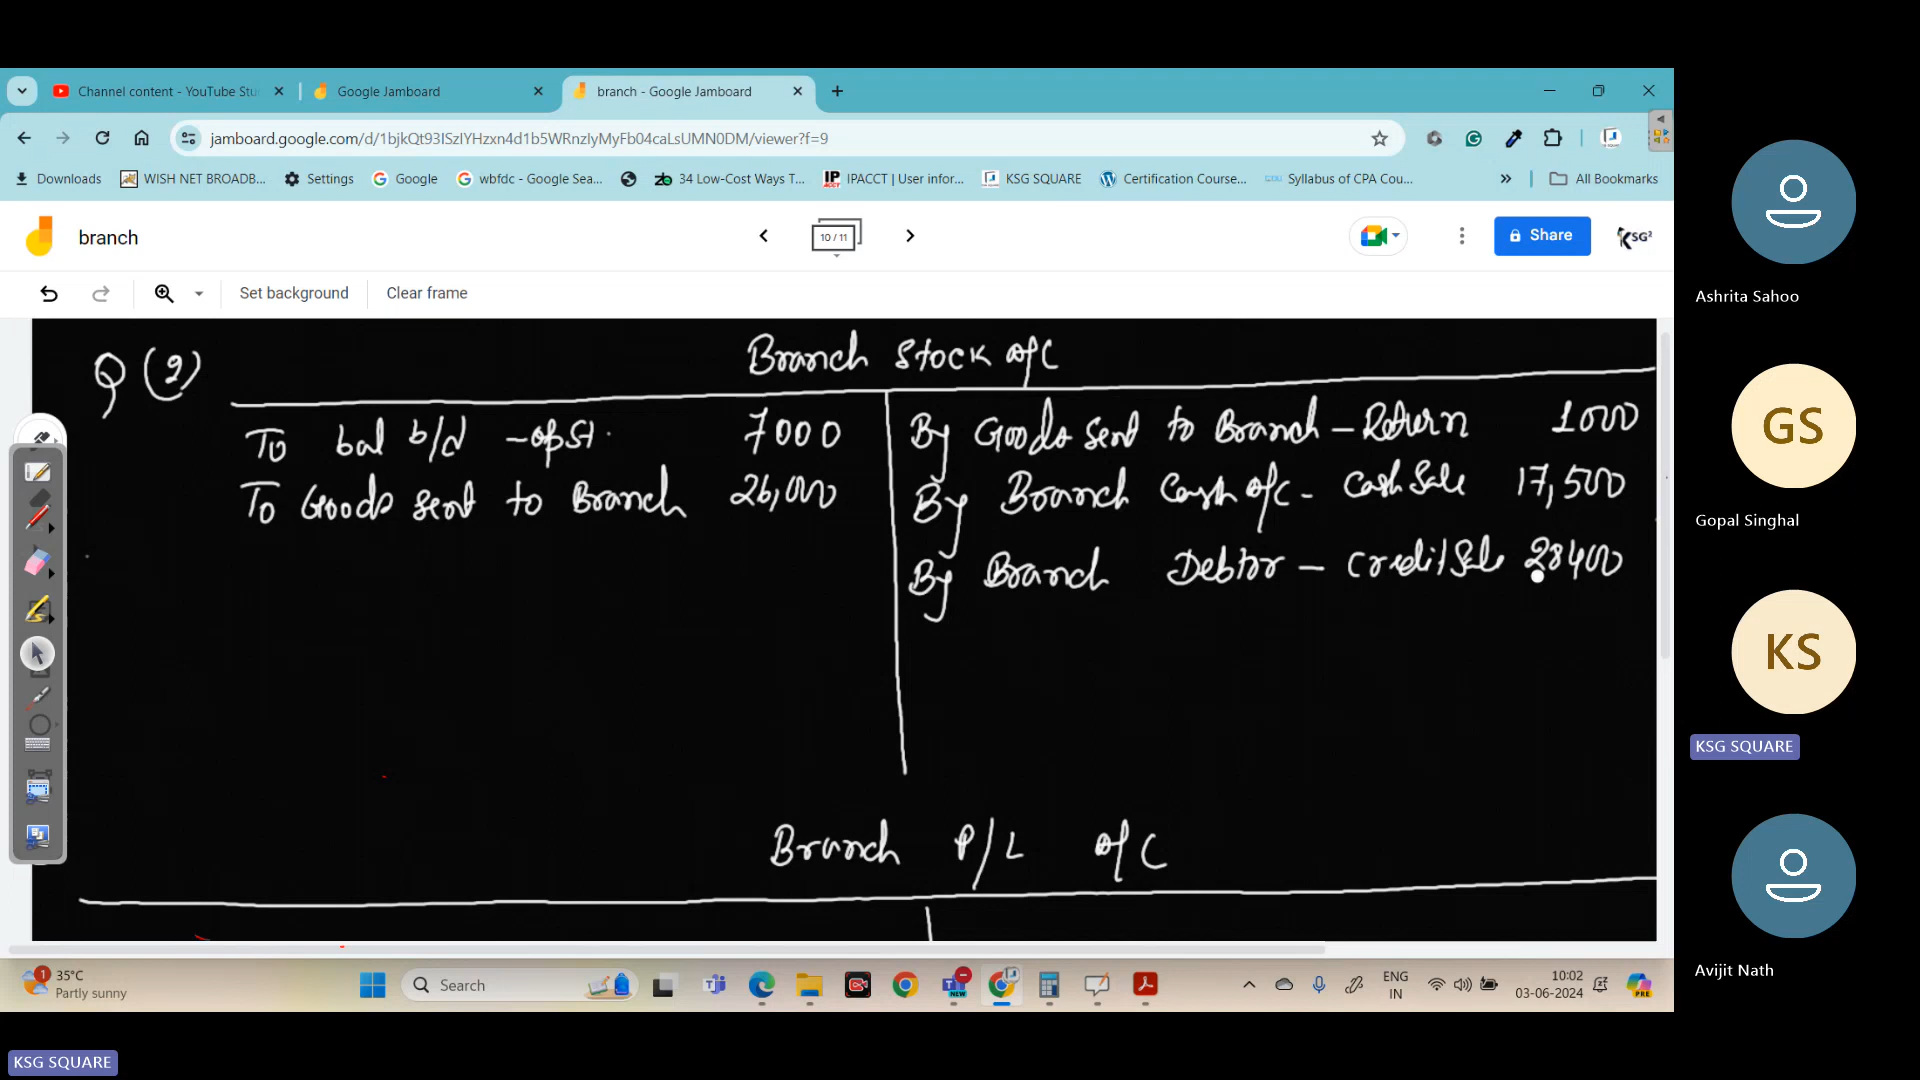 Channel content - YouTube Stu
Google Jamboard
branch - Google Jamboard
jamboard.google.com/d/1bjkQt93ISzIYHzxn4d1b5WRnzIyMyFb04caLsUMN0DM/viewer?f=9
Downloads
WISH NET BROADB...
Settings
Google
wbfdc - Google Sea...
34 Low-Cost Ways T...
IPACCT | User infor...
KSG SQUARE
Certification Course...
Syllabus of CPA Cou...
All Bookmarks
branch
10 / 11
Share
KSG²
Set background
Clear frame
Q (2)
Branch Stock A/C
To bal b/d - op St.
7000
To Goods sent to Branch
26,000
By Goods sent to Branch - Return 1000
By Branch Cash A/C - Cash Sale 17,500
By Branch Debtor - Credit Sale 28400
Branch P/L A/C
Ashrita Sahoo
GS
Gopal Singhal
KS
KSG SQUARE
Avijit Nath
1
35°C
Partly sunny
Search
ENG
IN
10:02
03-06-2024
KSG SQUARE